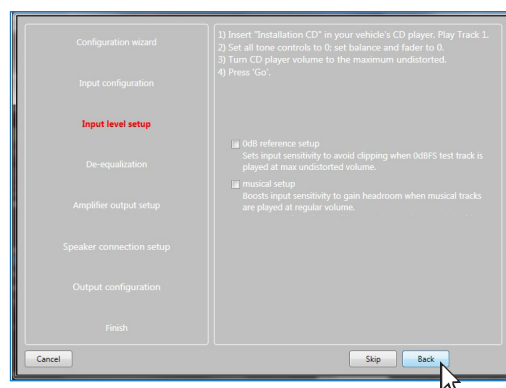 Configuration wizard
Input configuration
Input level setup
De-equalization
Amplifier output setup
Speaker connection setup
Output configuration
Finish
1) Insert "Installation CD" in your vehicle's CD player. Play Track 1.
2) Set all tone controls to 0; set balance and fader to 0.
3) Turn CD player volume to the maximum undistorted.
4) Press 'Go'.
0dB reference setup
Sets input sensitivity to avoid clipping when 0dBFS test track is
played at max undistorted volume.
musical setup
Boosts input sensitivity to gain headroom when musical tracks
are played at regular volume.
Cancel
Skip
Back